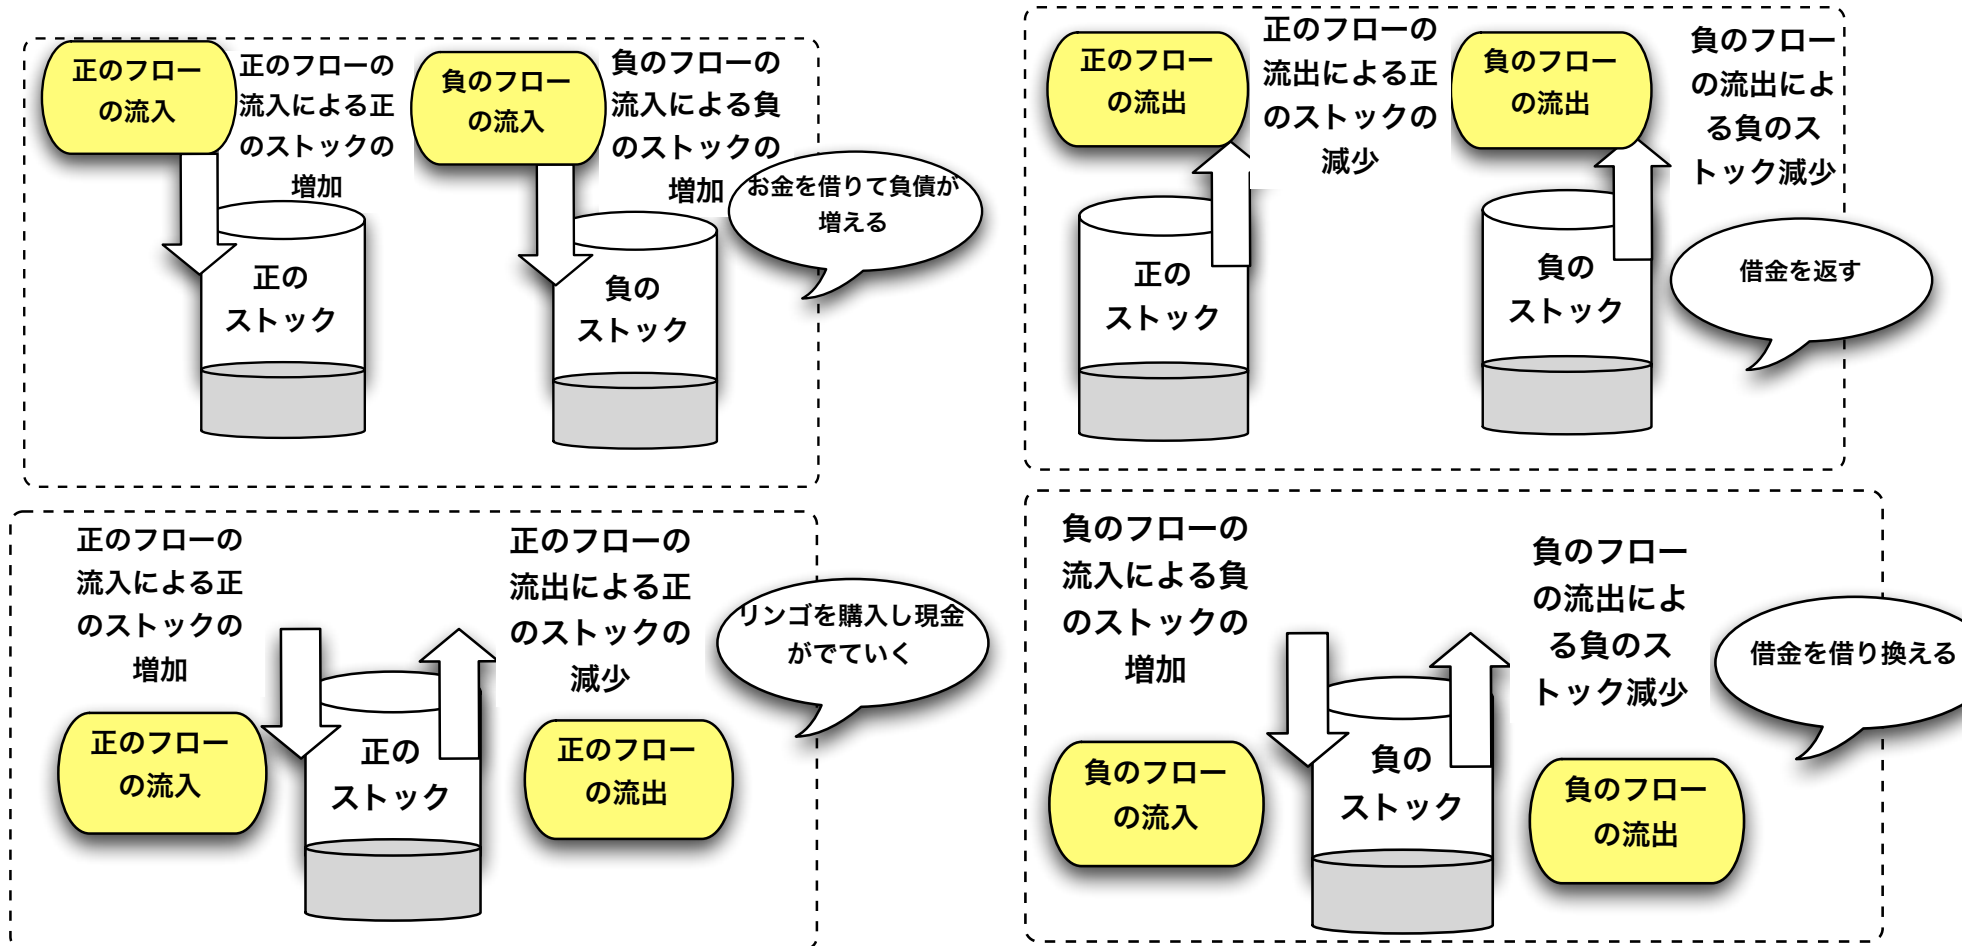 正のフロー
の流入
正のフローの
流入による正
のストックの
増加
負のフロー
の流入
負のフローの
流入による負
のストックの
増加
お金を借りて負債が
増える
正の
ストック
負の
ストック
正のフロー
の流出
正のフローの
流出による正
のストックの
減少
負のフロー
の流出
負のフロー
の流出によ
る負のス
トック減少
借金を返す
正の
ストック
負の
ストック
正のフローの
流入による正
のストックの
増加
正のフローの
流出による正
のストックの
減少
リンゴを購入し現金
がでていく
正のフロー
の流入
正の
ストック
正のフロー
の流出
負のフローの
流入による負
のストックの
増加
負のフロー
の流出によ
る負のス
トック減少
借金を借り換える
負のフロー
の流入
負の
ストック
負のフロー
の流出